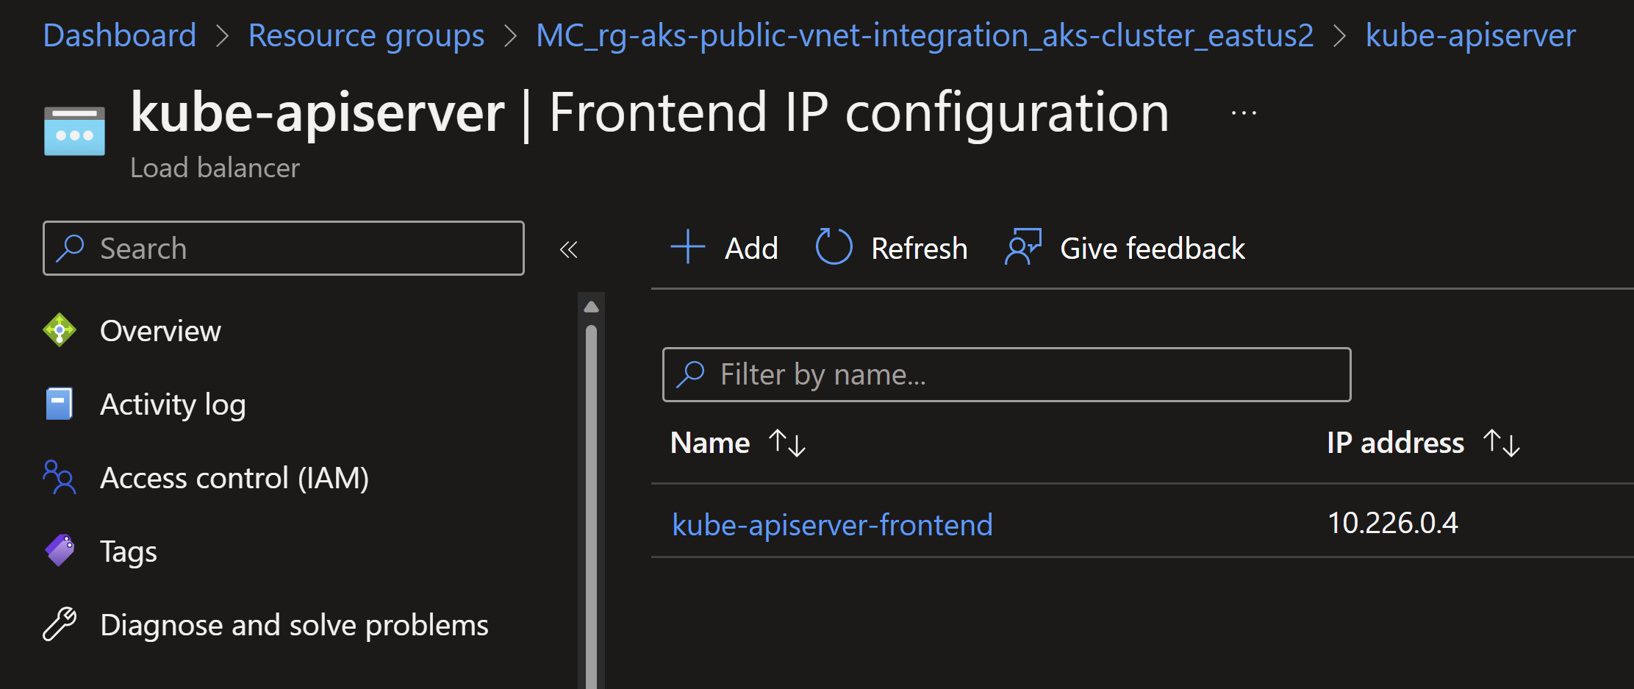 Dashboard > Resource groups > MC_rg-aks-public-vnet-integration_aks-cluster_eastus2 > kube-apiserver
kube-apiserver | Frontend IP configuration ...
Load balancer
Search «
Add Refresh Give feedback
Overview
Activity log
Access control (IAM)
Tags
Diagnose and solve problems
Filter by name...
Name ↑↓ IP address ↑↓
kube-apiserver-frontend 10.226.0.4